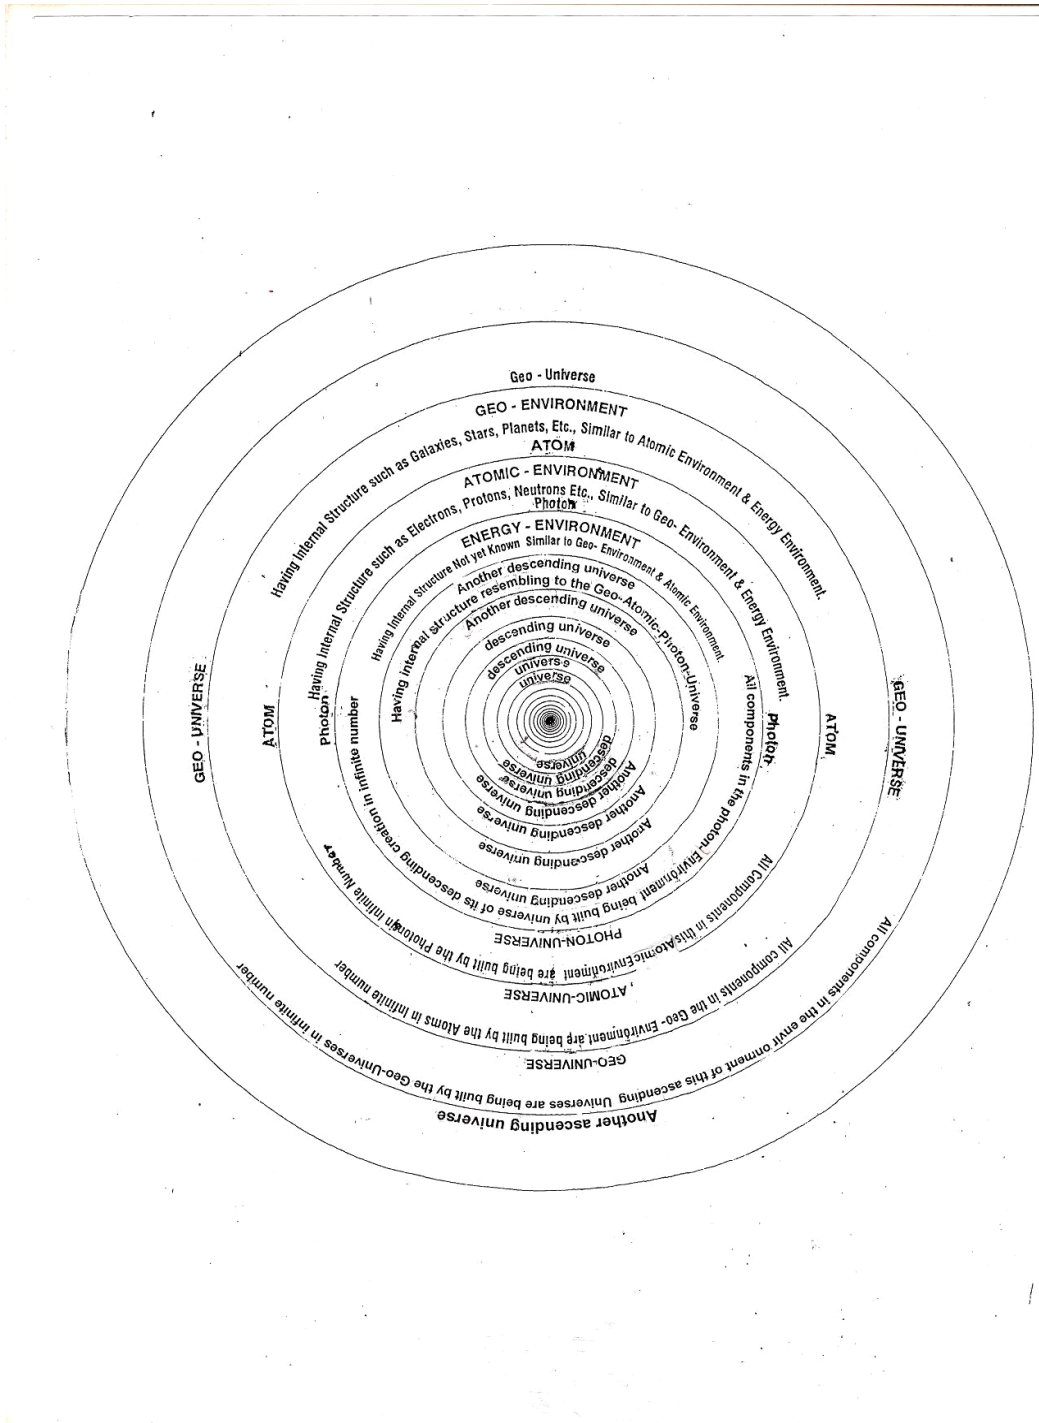 Geo - Universe
GEO - ENVIRONMENT
Having Internal Structure such as Galaxies, Stars, Planets, Etc., Similar to Atomic Environment & Energy Environment.
ATOM
ATOMIC - ENVIRONMENT
Having Internal Structure such as Electrons, Protons, Neutrons Etc., Similar to Geo- Environment & Energy Environment.
Photon
ENERGY - ENVIRONMENT
Having Internal Structure Not yet Known Similar to Geo- Environment & Atomic Environment.
Another descending universe
Having internal Structure resembling to the Geo-Atomic-Photon-Universe
Another descending universe
descending universe
descending universe
universe
universe
GEO - UNIVERSE
ATOM
Photon
Photon
ATOM
GEO - UNIVERSE
universe
descending universe
descending universe
Another descending universe
Another descending universe
Another descending universe
Another descending universe
All components in the photon- Environment being built by universe of its descending creation in infinite number
PHOTON-UNIVERSE
All Components in this Atomic Environment are being built by the Photons in Infinite Number
ATOMIC-UNIVERSE
All components in the Geo- Environment are being built by the Atoms in Infinite number
GEO-UNIVERSE
All components in the envir onment of this ascending Universes are being built by the Geo-Universes in infinite number
Another ascending universe